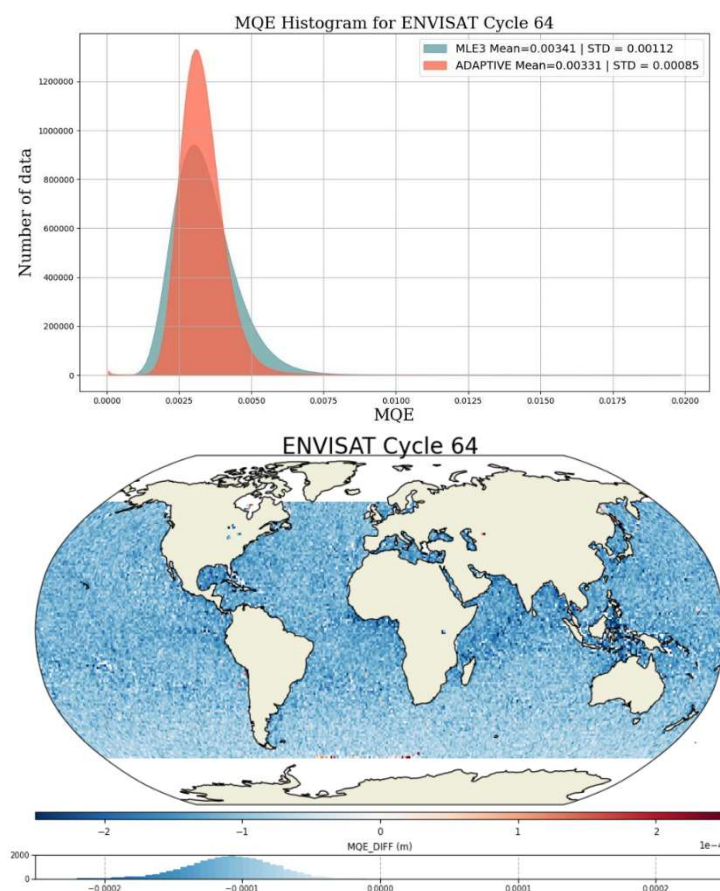 MQE Histogram for ENVISAT Cycle 64
MLE3 Mean=0.00341 | STD = 0.00112
ADAPTIVE Mean=0.00331 | STD = 0.00085
1200000
1000000
800000
600000
400000
200000
0
Number of data
0.0000 0.0025 0.0050 0.0075 0.0100 0.0125 0.0150 0.0175 0.0200
MQE
ENVISAT Cycle 64
−2 −1 0 1 2
MQE_DIFF (m)
2000
0
−0.0002 −0.0001 0.0000 0.0001 0.0002